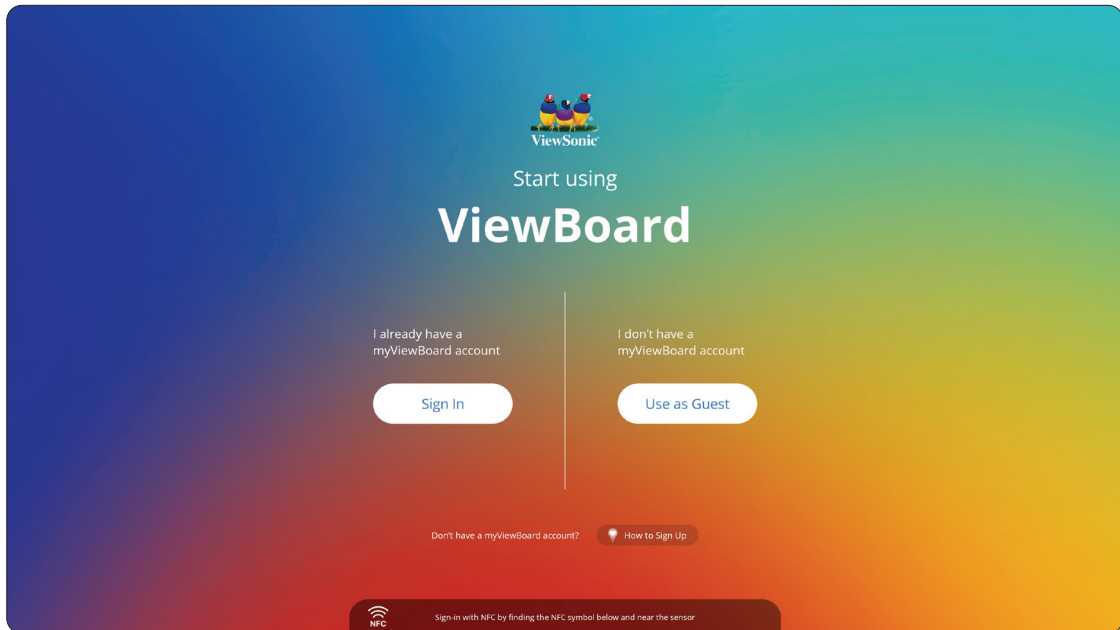 ViewSonic
Start using
ViewBoard
I already have a
myViewBoard account
Sign In
I don't have a
myViewBoard account
Use as Guest
Don't have a myViewBoard account?
How to Sign Up
NFC
Sign-in with NFC by finding the NFC symbol below and near the sensor